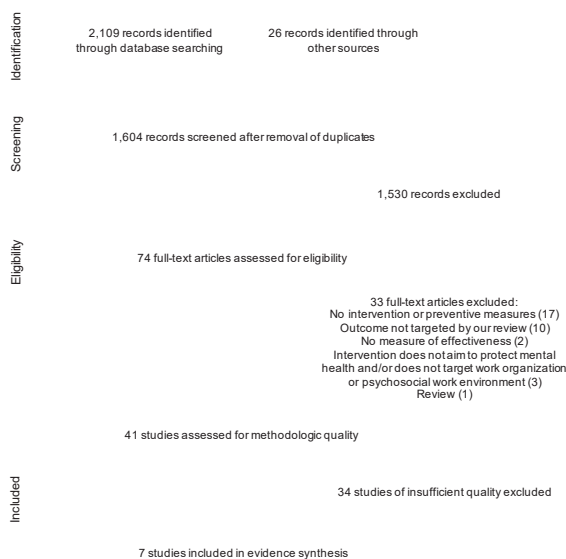 Identification
2,109 records identified
through database searching
26 records identified through
other sources
Screening
1,604 records screened after removal of duplicates
1,530 records excluded
Eligibility
74 full-text articles assessed for eligibility
33 full-text articles excluded:
No intervention or preventive measures (17)
Outcome not targeted by our review (10)
No measure of effectiveness (2)
Intervention does not aim to protect mental
health and/or does not target work organization
or psychosocial work environment (3)
Review (1)
41 studies assessed for methodologic quality
Included
34 studies of insufficient quality excluded
7 studies included in evidence synthesis